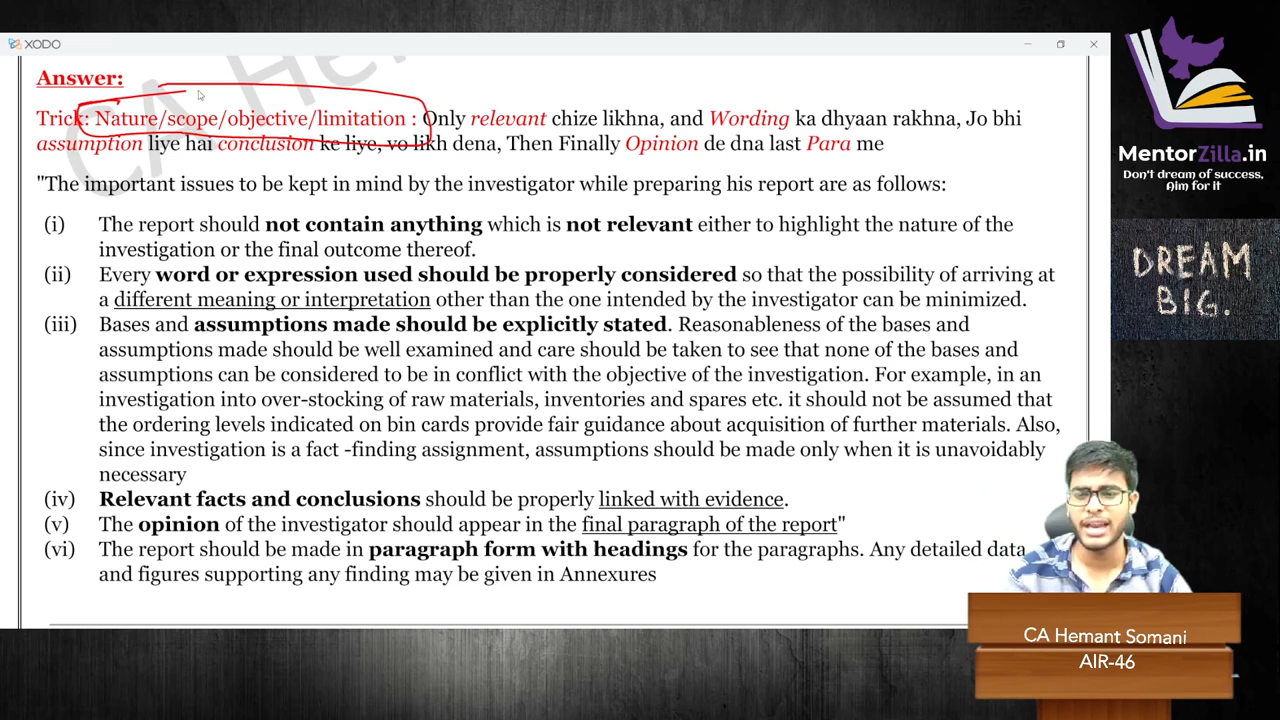 XODO
Answer:
CA Hem
Trick: Nature/scope/objective/limitation : Only relevant chize likhna, and Wording ka dhyaan rakhna, Jo bhi
assumption liye hai conclusion ke liye, vo likh dena, Then Finally Opinion de dna last Para me
"The important issues to be kept in mind by the investigator while preparing his report are as follows:
(i) The report should not contain anything which is not relevant either to highlight the nature of the
investigation or the final outcome thereof.
(ii) Every word or expression used should be properly considered so that the possibility of arriving at
a different meaning or interpretation other than the one intended by the investigator can be minimized.
(iii) Bases and assumptions made should be explicitly stated. Reasonableness of the bases and
assumptions made should be well examined and care should be taken to see that none of the bases and
assumptions can be considered to be in conflict with the objective of the investigation. For example, in an
investigation into over-stocking of raw materials, inventories and spares etc. it should not be assumed that
the ordering levels indicated on bin cards provide fair guidance about acquisition of further materials. Also,
since investigation is a fact -finding assignment, assumptions should be made only when it is unavoidably
necessary
(iv) Relevant facts and conclusions should be properly linked with evidence.
(v) The opinion of the investigator should appear in the final paragraph of the report"
(vi) The report should be made in paragraph form with headings for the paragraphs. Any detailed data
and figures supporting any finding may be given in Annexures
MentorZilla.in
Don't dream of success,
Aim for it
DREAM
BIG.
CA Hemant Somani
AIR-46